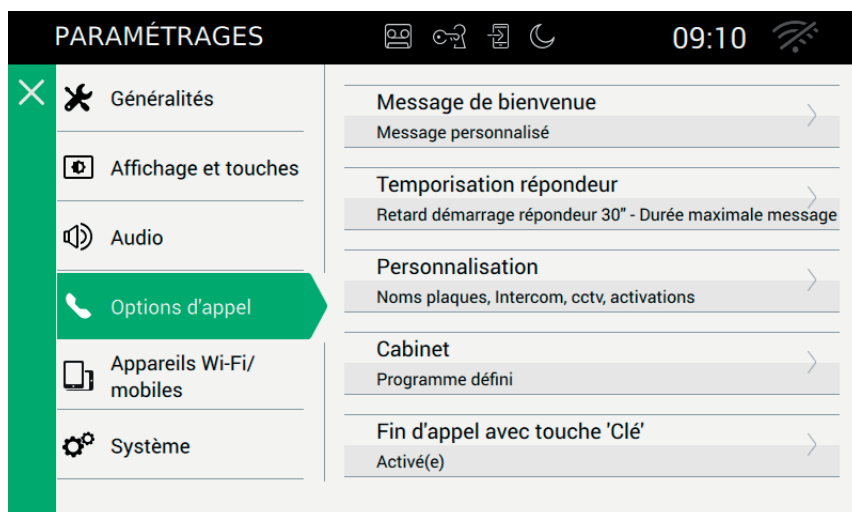 PARAMÉTRAGES
09:10
Généralités
Affichage et touches
Audio
Options d'appel
Appareils Wi-Fi/
mobiles
Système
Message de bienvenue
Message personnalisé
Temporisation répondeur
Retard démarrage répondeur 30" - Durée maximale message
Personnalisation
Noms plaques, Intercom, cctv, activations
Cabinet
Programme défini
Fin d'appel avec touche 'Clé'
Activé(e)